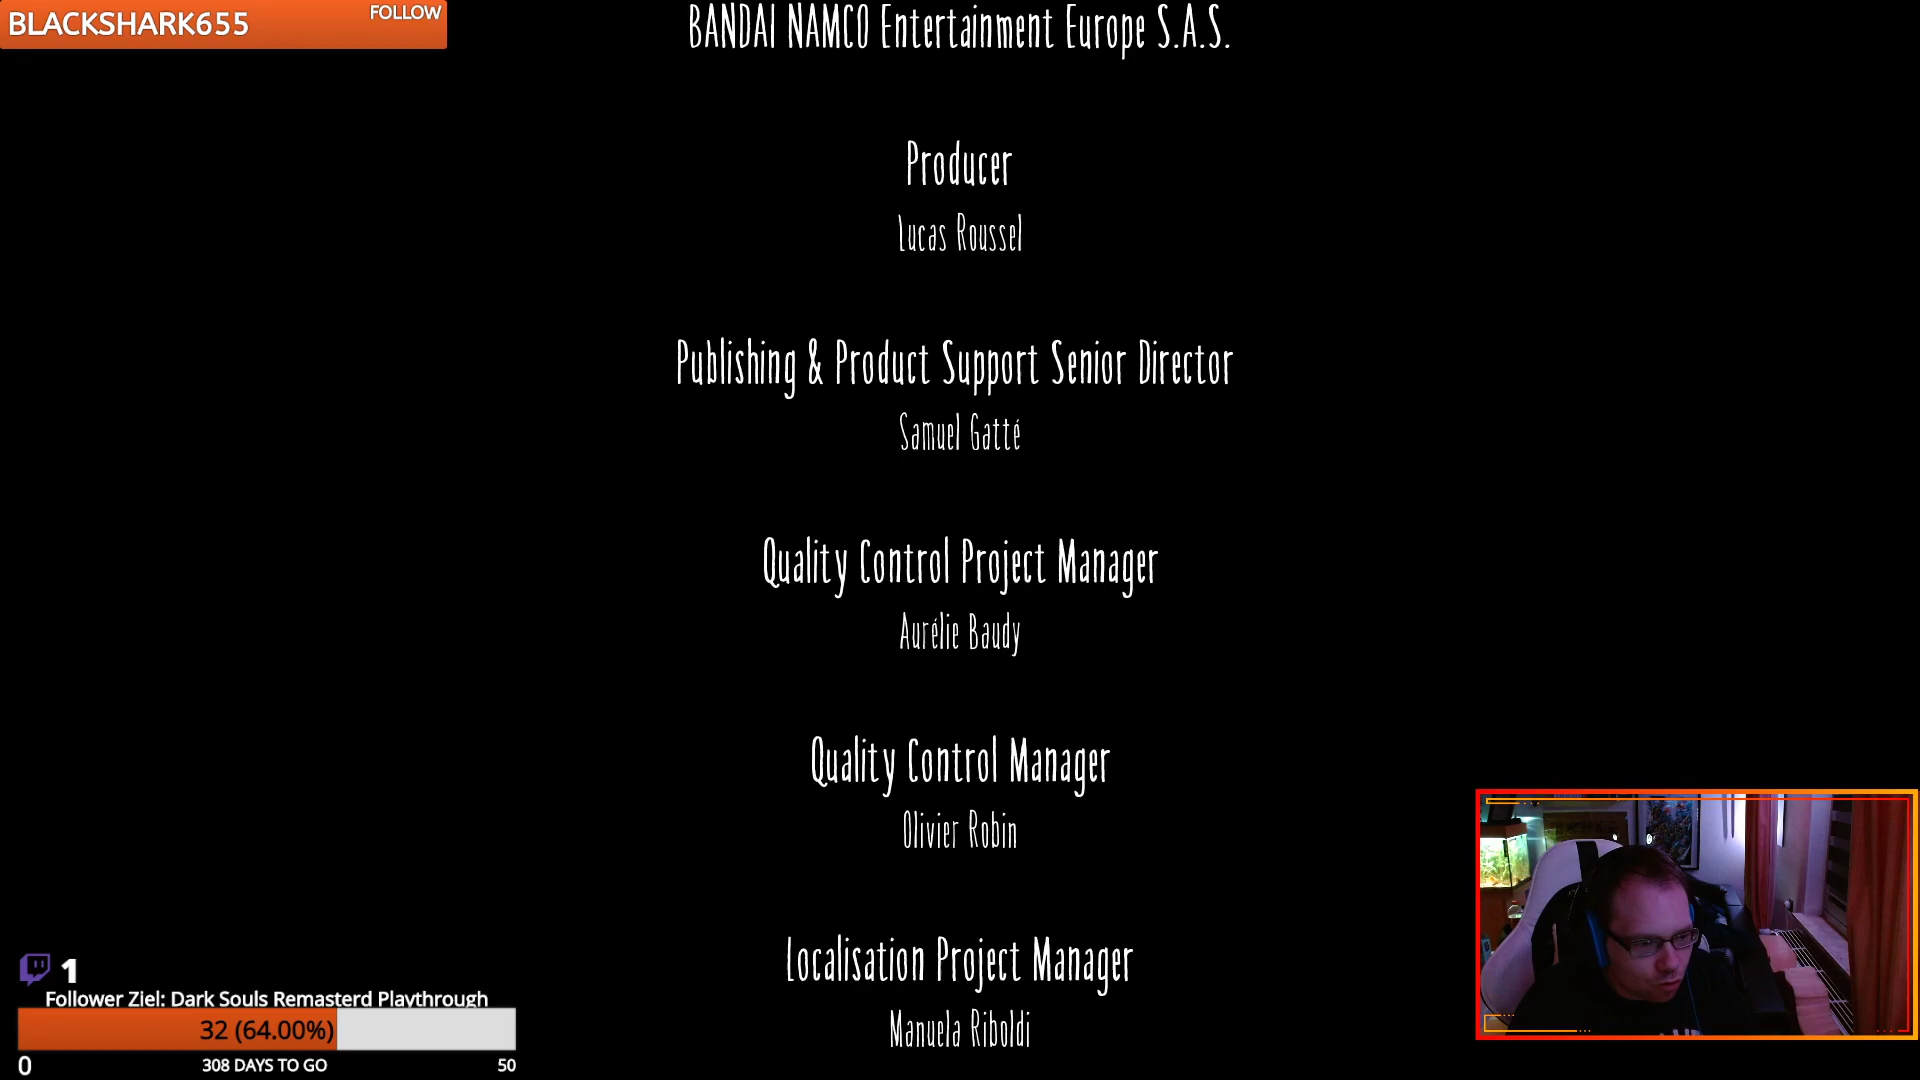 BLACKSHARK655
FOLLOW
BANDAI NAMCO Entertainment Europe S.A.S.
Producer
Lucas Roussel
Publishing & Product Support Senior Director
Samuel Gatté
Quality Control Project Manager
Aurélie Baudy
Quality Control Manager
Olivier Robin
Localisation Project Manager
Manuela Riboldi
1
Follower Ziel: Dark Souls Remasterd Playthrough
32 (64.00%)
0
308 DAYS TO GO
50